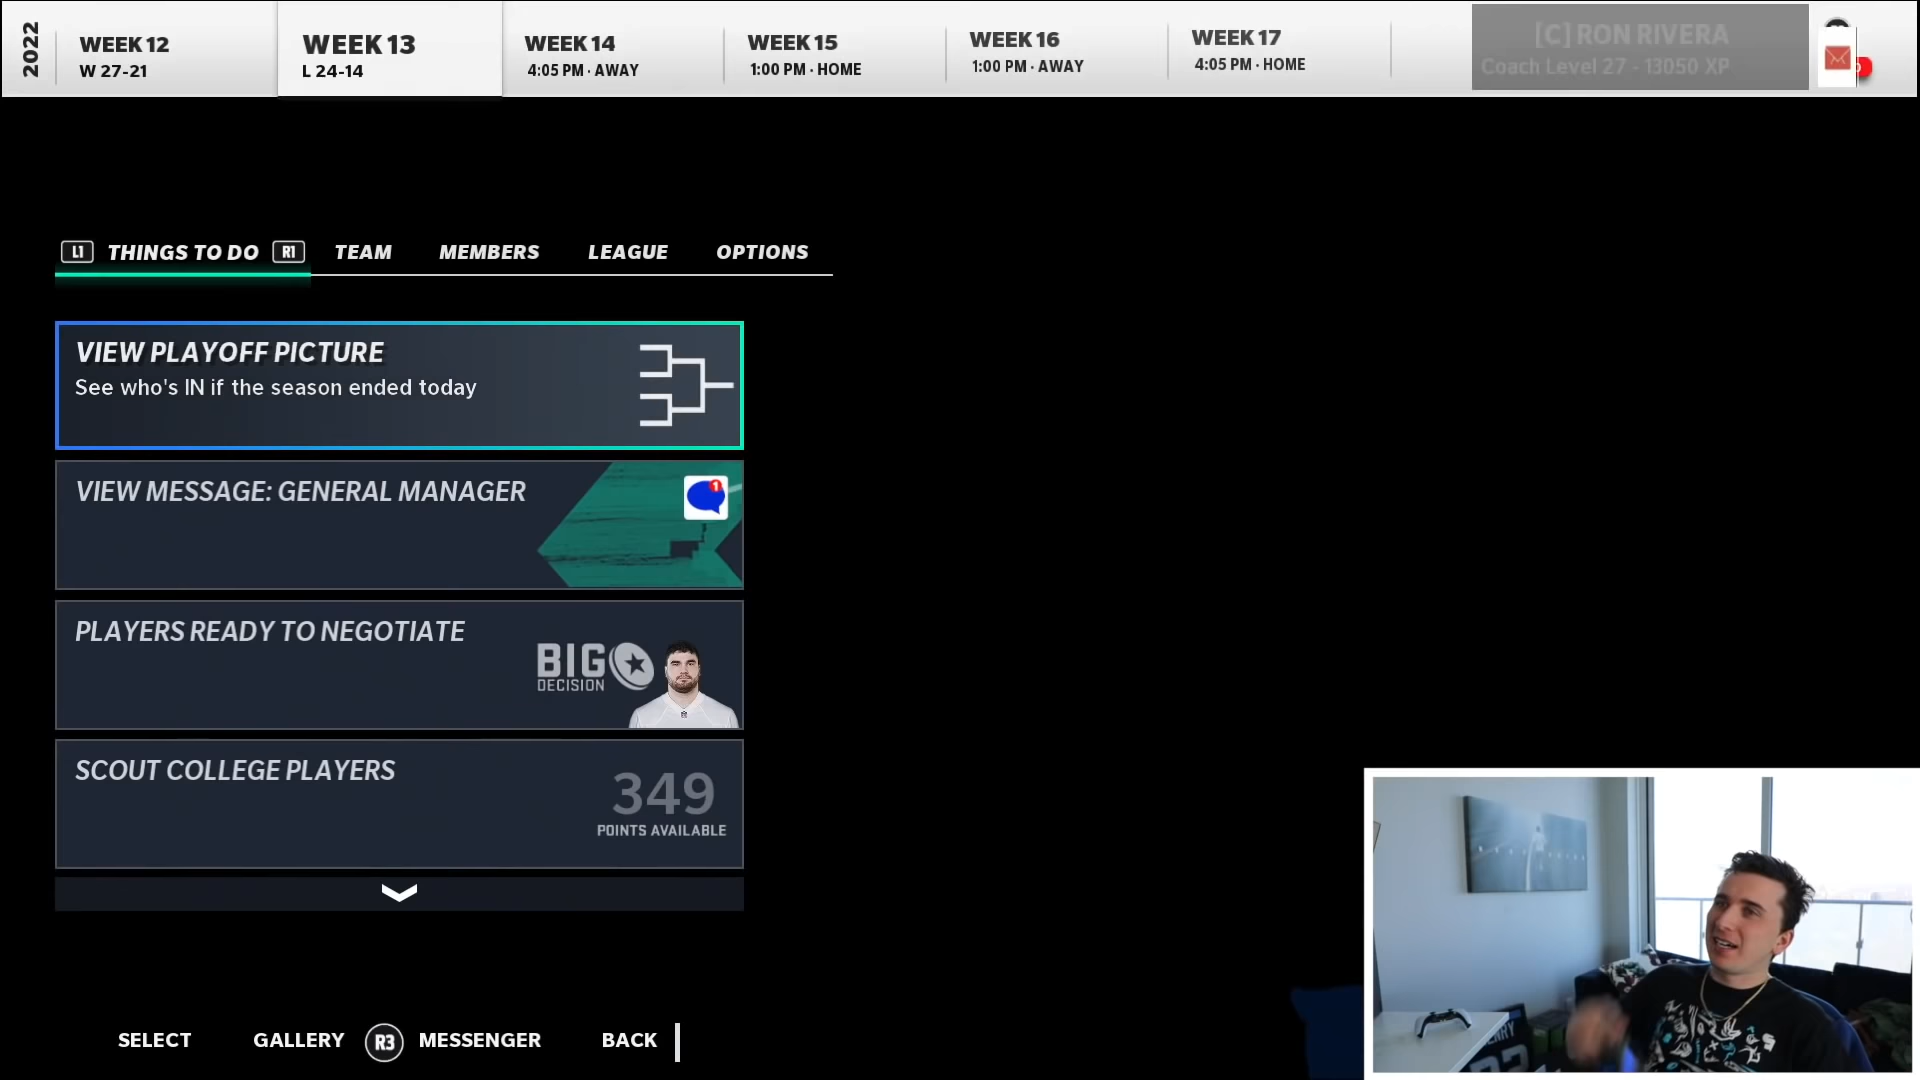 2022
WEEK 12
W 27-21
WEEK 13
L 24-14
WEEK 14
4:05 PM · AWAY
WEEK 15
1:00 PM · HOME
WEEK 16
1:00 PM · AWAY
WEEK 17
4:05 PM · HOME
[C] RON RIVERA
Coach Level 27 - 13050 XP
L1 THINGS TO DO R1 TEAM MEMBERS LEAGUE OPTIONS
VIEW PLAYOFF PICTURE
See who's IN if the season ended today
VIEW MESSAGE: GENERAL MANAGER
1
PLAYERS READY TO NEGOTIATE
BIG
DECISION
SCOUT COLLEGE PLAYERS
349
POINTS AVAILABLE
SELECT GALLERY R3 MESSENGER BACK